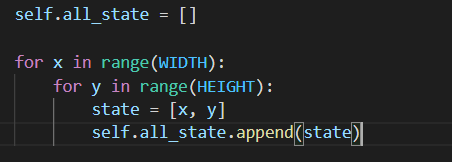 self.all_state = []
for x in range(WIDTH):
    for y in range(HEIGHT):
        state = [x, y]
        self.all_state.append(state)